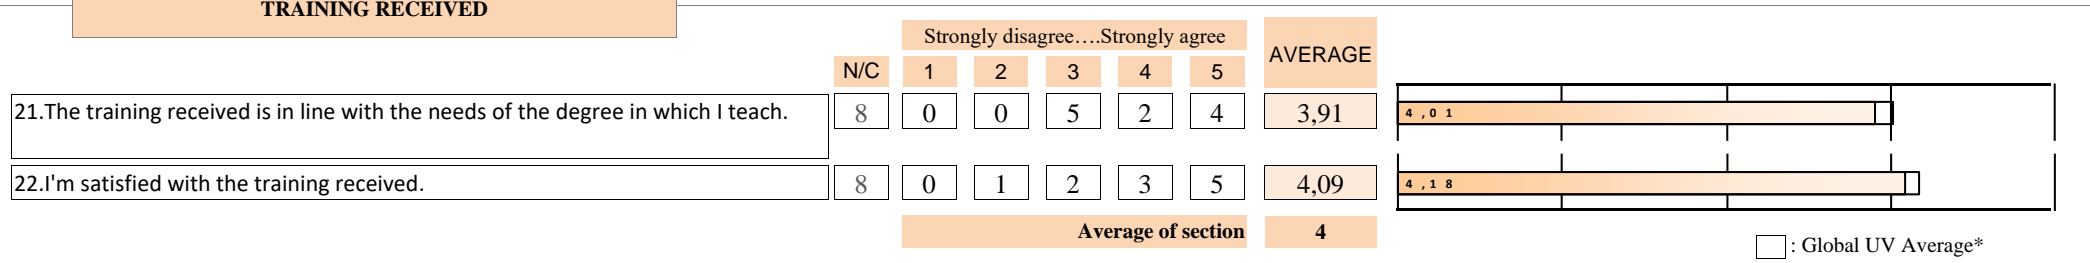 TRAINING RECEIVED
Strongly disagree....Strongly agree
AVERAGE
N/C 1 2 3 4 5
21.The training received is in line with the needs of the degree in which I teach. 8 0 0 5 2 4 3,91 4,01
22.I'm satisfied with the training received. 8 0 1 2 3 5 4,09 4,18
Average of section 4
: Global UV Average*